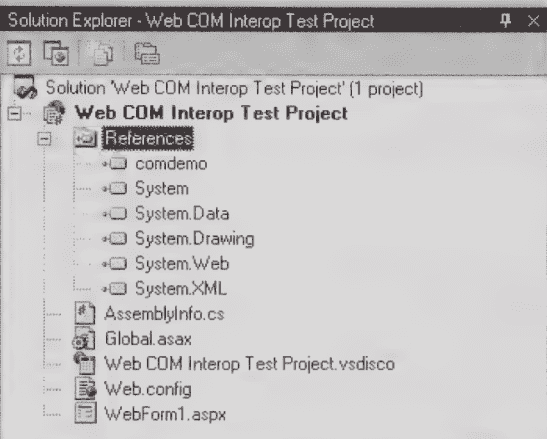 Solution Explorer - Web COM Interop Test Project
Solution 'Web COM Interop Test Project' (1 project)
Web COM Interop Test Project
References
comdemo
System
System.Data
System.Drawing
System.Web
System.XML
AssemblyInfo.cs
Global.asax
Web COM Interop Test Project.vsdisco
Web.config
WebForm1.aspx